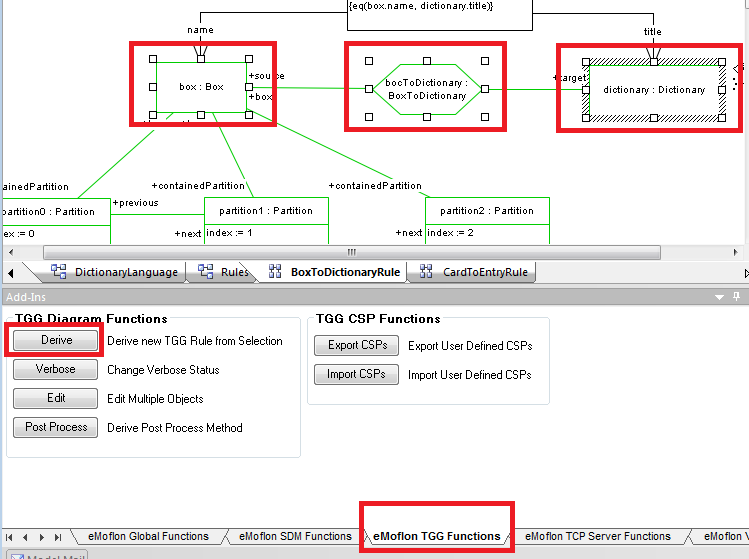 {eq(box.name, dictionary.title)}
name
title
box : Box
+source
+box
bocToDictionary :
BoxToDictionary
+target
dictionary : Dictionary
containedPartition
+containedPartition
+containedPartition
partition0 : Partition
+previous
partition1 : Partition
partition2 : Partition
ex := 0
+next
index := 1
+next
index := 2
DictionaryLanguage
Rules
BoxToDictionaryRule
CardToEntryRule
Add-Ins
TGG Diagram Functions
TGG CSP Functions
Derive
Derive new TGG Rule from Selection
Export CSPs
Export User Defined CSPs
Verbose
Change Verbose Status
Import CSPs
Import User Defined CSPs
Edit
Edit Multiple Objects
Post Process
Derive Post Process Method
eMoflon Global Functions
eMoflon SDM Functions
eMoflon TGG Functions
eMoflon TCP Server Functions
eMoflon V
Model Mail